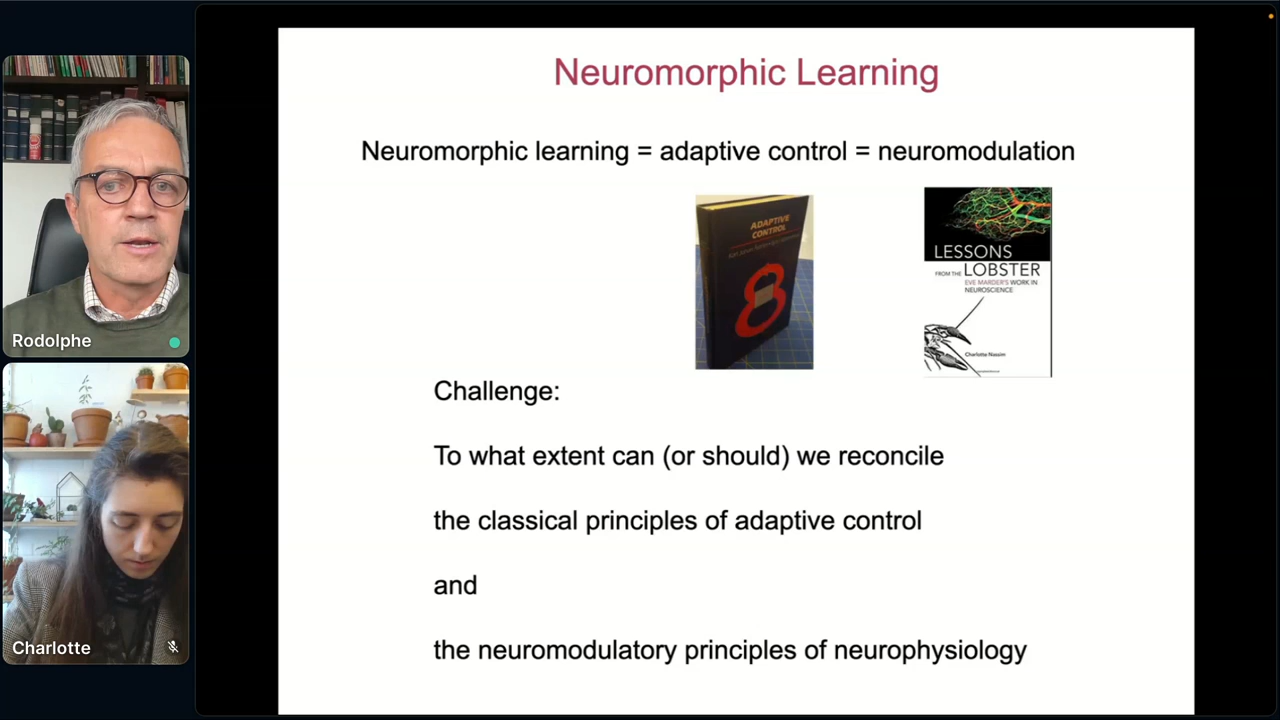 Neuromorphic Learning
Neuromorphic learning = adaptive control = neuromodulation
ADAPTIVE
CONTROL
8
LESSONS
FROM THE LOBSTER
EVE MARDER'S WORK IN
NEUROSCIENCE
Charlotte Nassim
Challenge:
To what extent can (or should) we reconcile
the classical principles of adaptive control
and
the neuromodulatory principles of neurophysiology
Rodolphe
Charlotte